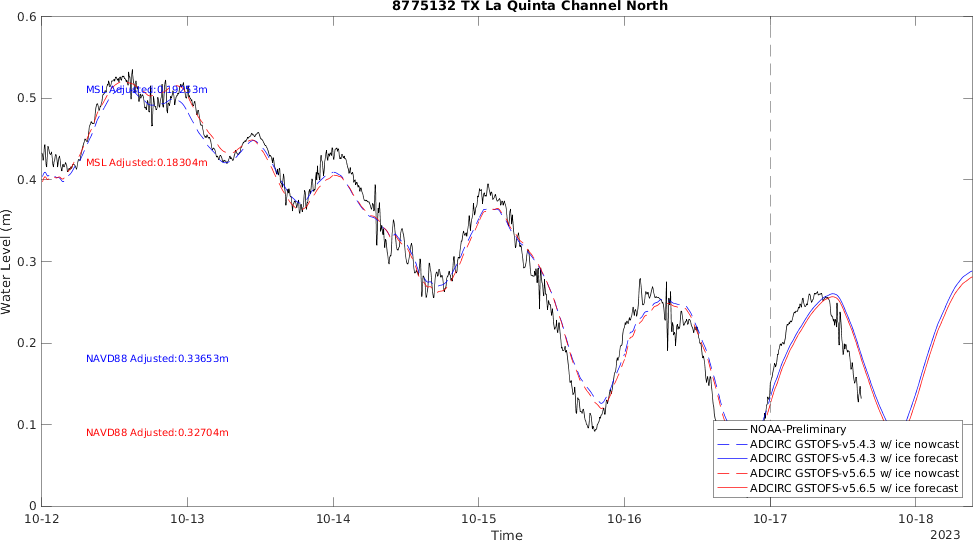 8775132 TX La Quinta Channel North
0.6
0.5
0.4
0.3
0.2
0.1
0
Water Level (m)
MSL Adjusted:0.19253m
MSL Adjusted:0.18304m
NAVD88 Adjusted:0.33653m
NAVD88 Adjusted:0.32704m
NOAA-Preliminary
ADCIRC GSTOFS-v5.4.3 w/ ice nowcast
ADCIRC GSTOFS-v5.4.3 w/ ice forecast
ADCIRC GSTOFS-v5.6.5 w/ ice nowcast
ADCIRC GSTOFS-v5.6.5 w/ ice forecast
10-12 10-13 10-14 10-15 10-16 10-17 10-18
Time
2023